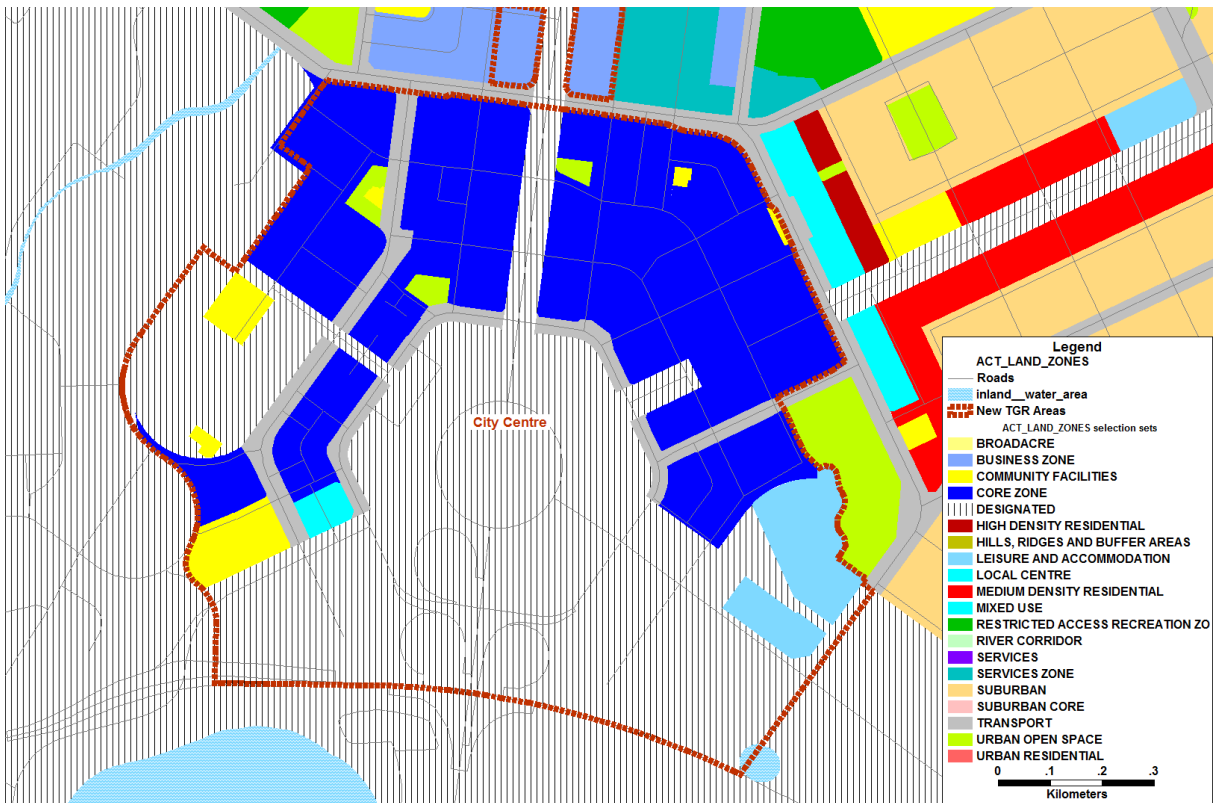 City Centre
Legend
ACT_LAND_ZONES
Roads
inland__water_area
New TGR Areas
ACT_LAND_ZONES selection sets
BROADACRE
BUSINESS ZONE
COMMUNITY FACILITIES
CORE ZONE
DESIGNATED
HIGH DENSITY RESIDENTIAL
HILLS, RIDGES AND BUFFER AREAS
LEISURE AND ACCOMMODATION
LOCAL CENTRE
MEDIUM DENSITY RESIDENTIAL
MIXED USE
RESTRICTED ACCESS RECREATION ZO
RIVER CORRIDOR
SERVICES
SERVICES ZONE
SUBURBAN
SUBURBAN CORE
TRANSPORT
URBAN OPEN SPACE
URBAN RESIDENTIAL
0 .1 .2 .3
Kilometers